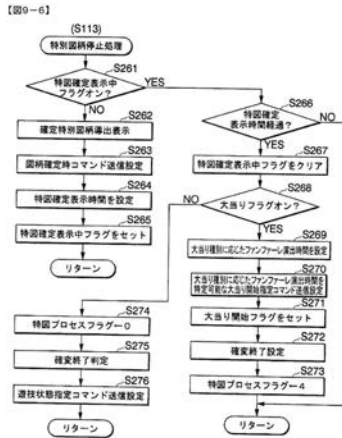 【図9-6】
(S113)
特別図柄停止処理
S261
特図確定表示中
フラグオン?
YES
NO
S262
確定特別図柄導出表示
S263
図柄確定時コマンド送信設定
S264
特図確定表示時間を設定
S265
特図確定表示中フラグをセット
リターン
S266
特図確定
表示時間経過?
NO
YES
S267
特図確定表示中フラグをクリア
S268
大当りフラグオン?
NO
YES
S269
大当り種別に応じたファンファーレ演出時間を設定
S270
大当り種別に応じたファンファーレ演出時間を
特定可能な大当り開始指定コマンド送信設定
S271
大当り開始フラグをセット
S272
確変終了設定
S273
特図プロセスフラグ←4
リターン
S274
特図プロセスフラグ←0
S275
確変終了判定
S276
遊技状態指定コマンド送信設定
リターン